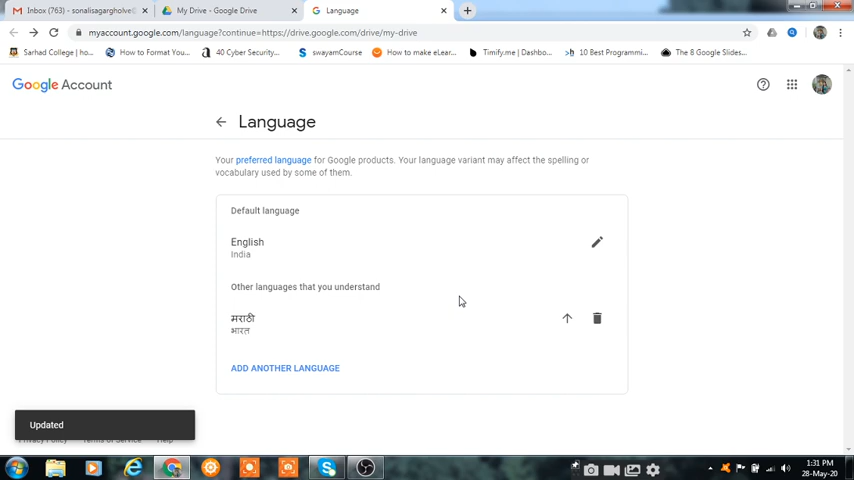 Inbox (763) - sonalisagargholve@
My Drive - Google Drive
Language
myaccount.google.com/language?continue=https://drive.google.com/drive/my-drive
Sarhad College | ho...
How to Format You...
40 Cyber Security...
swayamCourse
How to make eLear...
Timify.me | Dashbo...
10 Best Programmi...
The 8 Google Slides...
Google Account
Language
Your preferred language for Google products. Your language variant may affect the spelling or
vocabulary used by some of them.
Default language
English
India
Other languages that you understand
मराठी
भारत
ADD ANOTHER LANGUAGE
Updated
Privacy Policy Terms of Service Help
1:31 PM
28-May-20